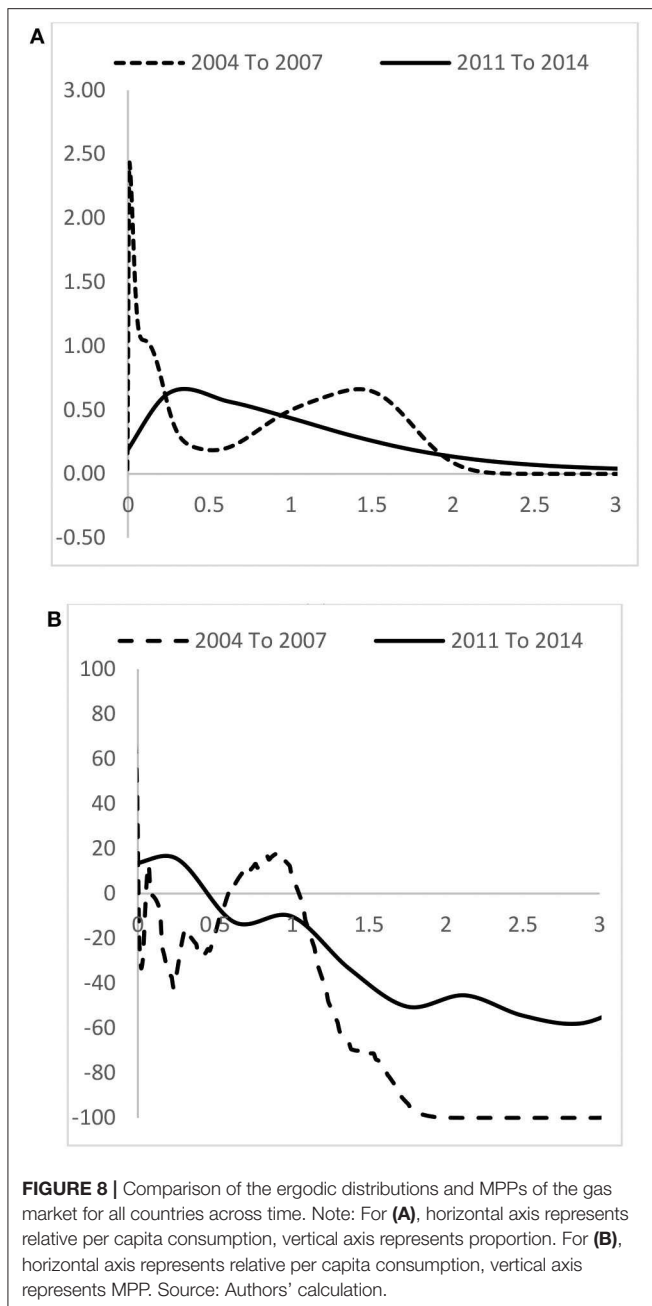 A
2004 To 2007 2011 To 2014
3.00
2.50
2.00
1.50
1.00
0.50
0.00
0 0.5 1 1.5 2 2.5 3
-0.50
B
2004 To 2007 2011 To 2014
100
80
60
40
20
0
0 0.5 1 1.5 2 2.5 3
-20
-40
-60
-80
-100
FIGURE 8 | Comparison of the ergodic distributions and MPPs of the gas
market for all countries across time. Note: For (A), horizontal axis represents
relative per capita consumption, vertical axis represents proportion. For (B),
horizontal axis represents relative per capita consumption, vertical axis
represents MPP. Source: Authors' calculation.